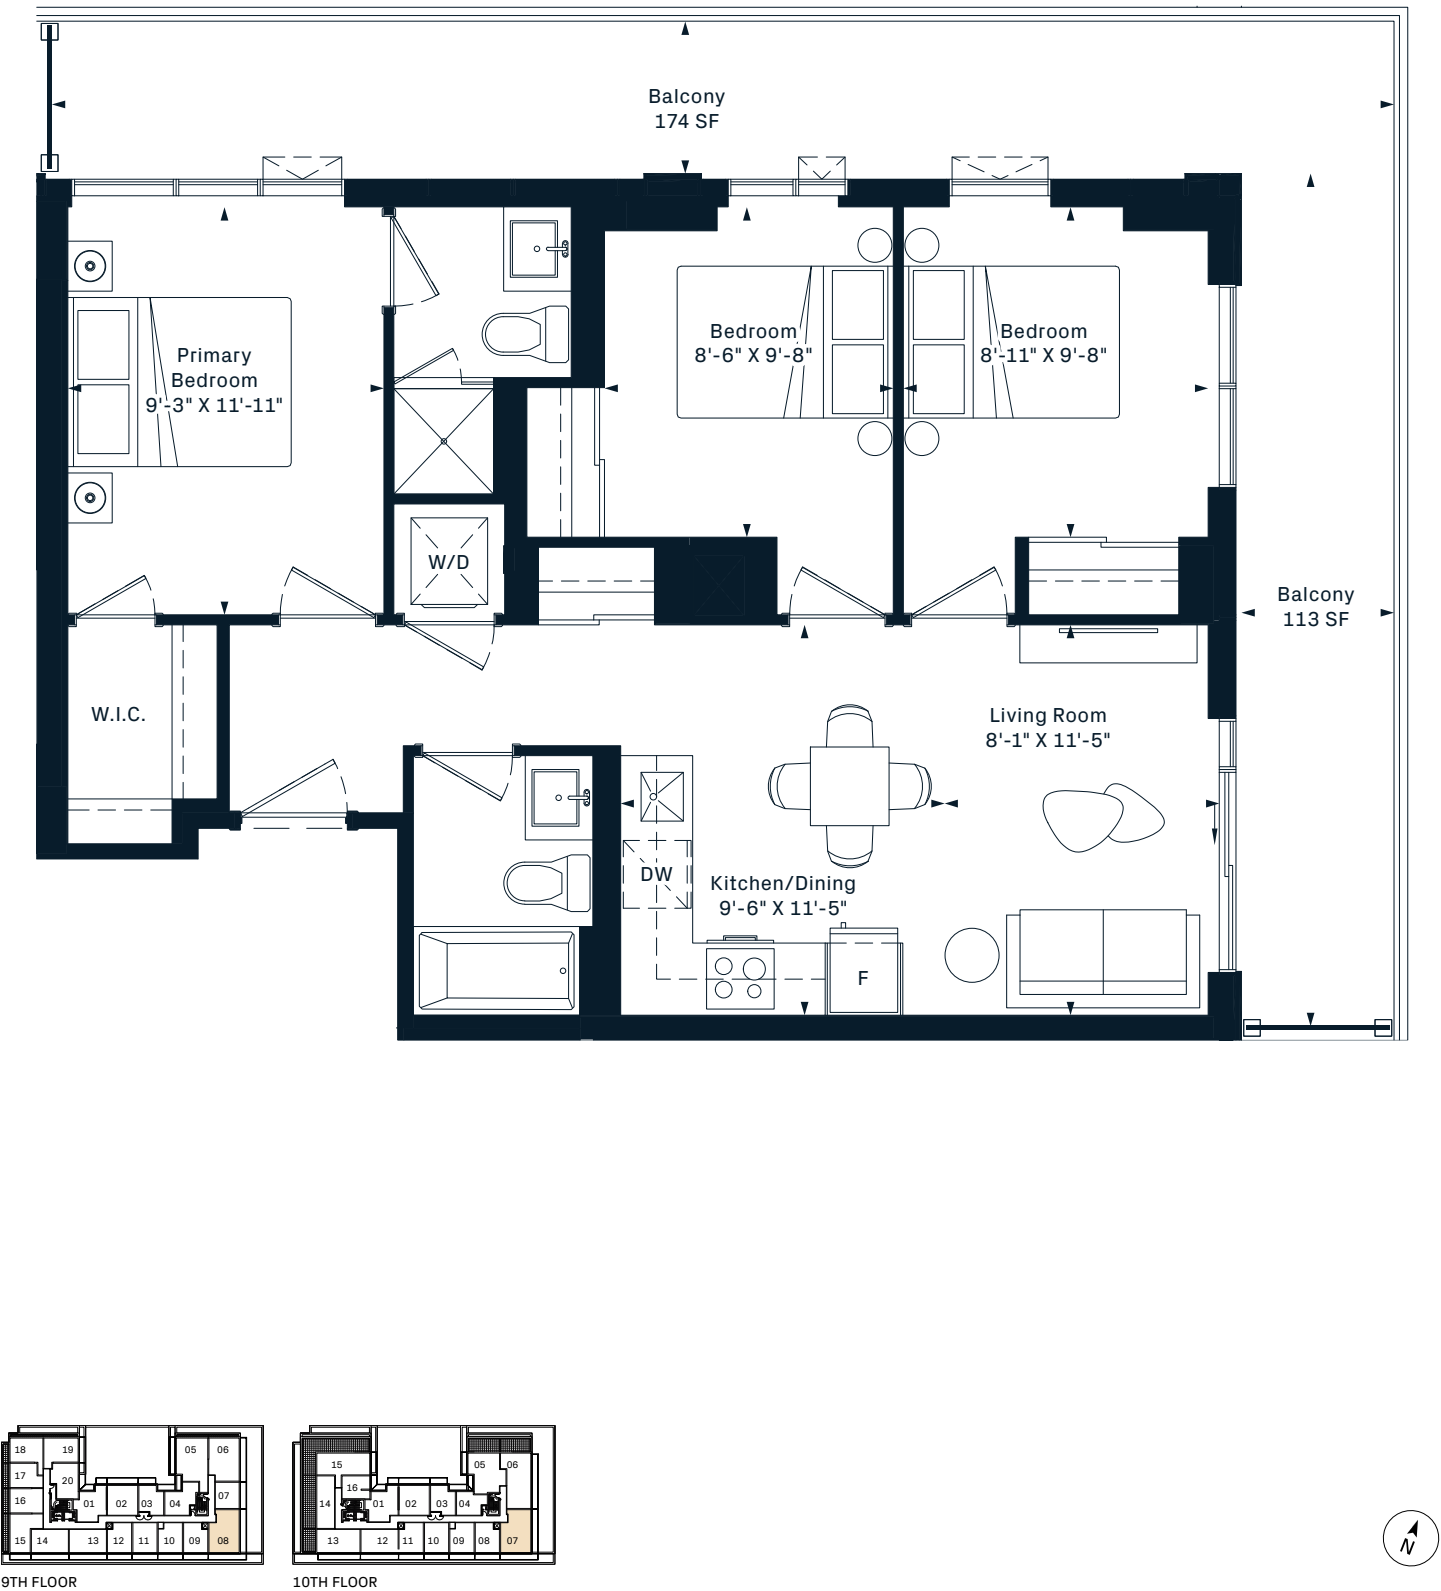 Balcony
174 SF
Bedroom
8'-6" X 9'-8"
Bedroom
8'-11" X 9'-8"
Primary
Bedroom
9'-3" X 11'-11"
W/D
Balcony
113 SF
W.I.C.
Living Room
8'-1" X 11'-5"
DW
Kitchen/Dining
9'-6" X 11'-5"
F
18 19 05 06
17 20
16 01 02 03 04 07
15 14 13 12 11 10 09 08
9TH FLOOR
15 05 06
16
14 01 02 03 04
13 12 11 10 09 08 07
10TH FLOOR
N